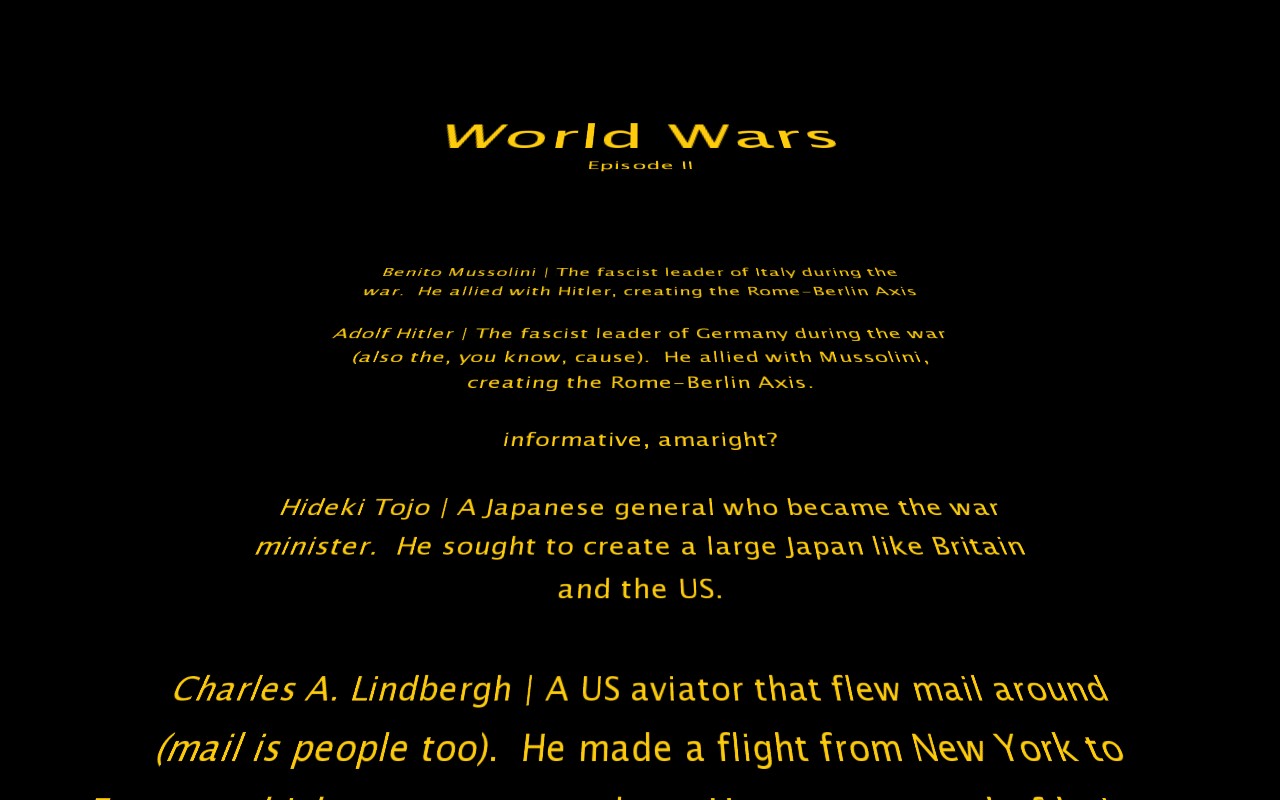 World Wars
Episode II
Benito Mussolini | The fascist leader of Italy during the
war.  He allied with Hitler, creating the Rome-Berlin Axis
Adolf Hitler | The fascist leader of Germany during the war
(also the, you know, cause).  He allied with Mussolini,
creating the Rome-Berlin Axis.
informative, amaright?
Hideki Tojo | A Japanese general who became the war
minister.  He sought to create a large Japan like Britain
and the US.
Charles A. Lindbergh | A US aviator that flew mail around
(mail is people too).  He made a flight from New York to